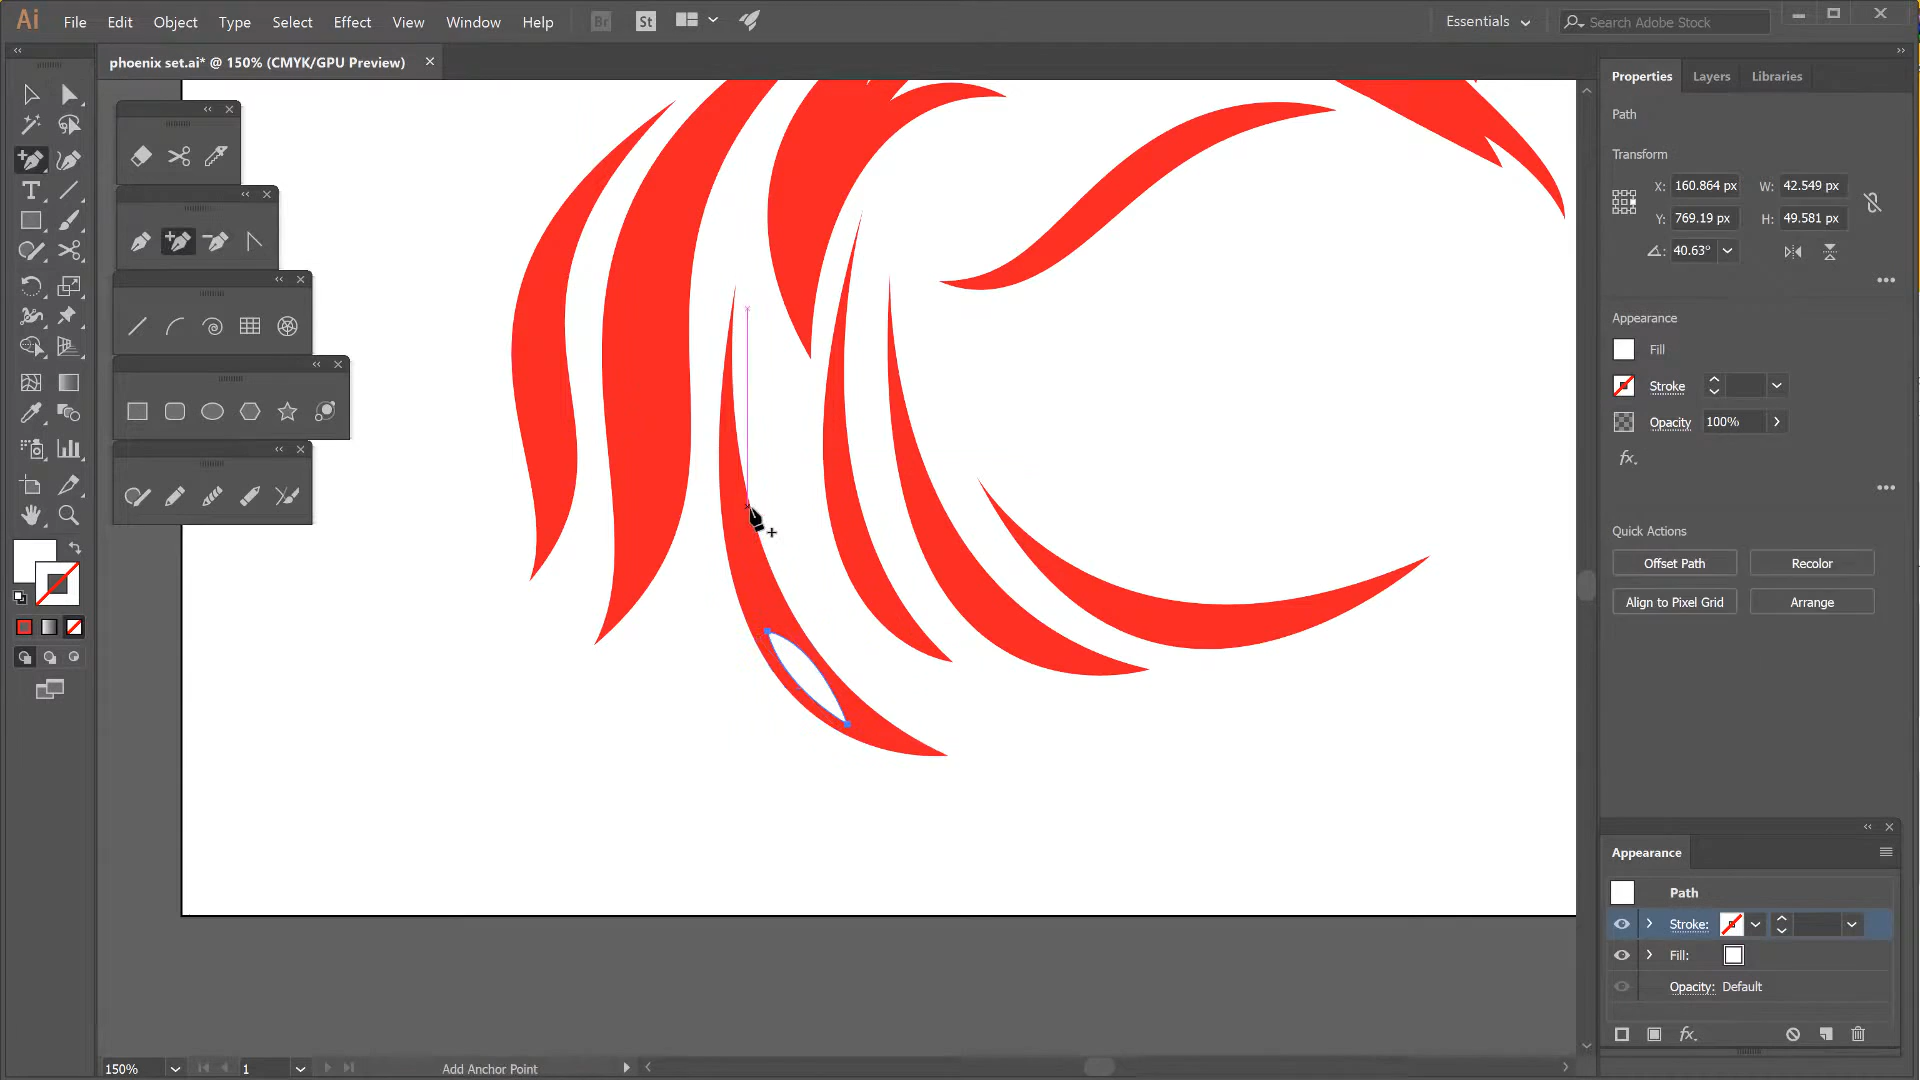 Ai File Edit Object Type Select Effect View Window Help Br St Essentials Search Adobe Stock
phoenix set.ai* @ 150% (CMYK/GPU Preview)
Properties Layers Libraries
Path
Transform
X: 160.864 px W: 42.549 px
Y: 769.19 px H: 49.581 px
40.63°
Appearance
Fill
Stroke
Opacity 100%
fx.
Quick Actions
Offset Path Recolor
Align to Pixel Grid Arrange
Appearance
Path
Stroke:
Fill:
Opacity: Default
fx.
150% 1 Add Anchor Point